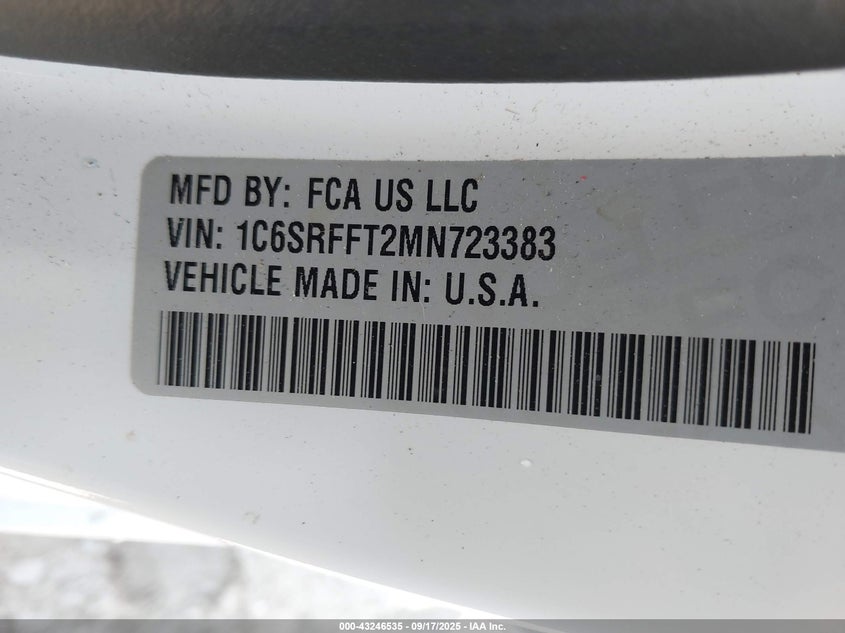 MFD BY: FCA US LLC
VIN: 1C6SRFFT2MN723383
VEHICLE MADE IN: U.S.A.
000-43246535 - 09/17/2025 - IAA Inc.